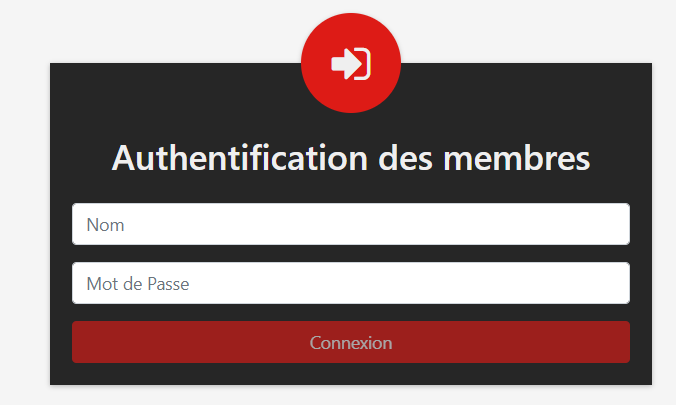 Authentification des membres
Nom
Mot de Passe
Connexion